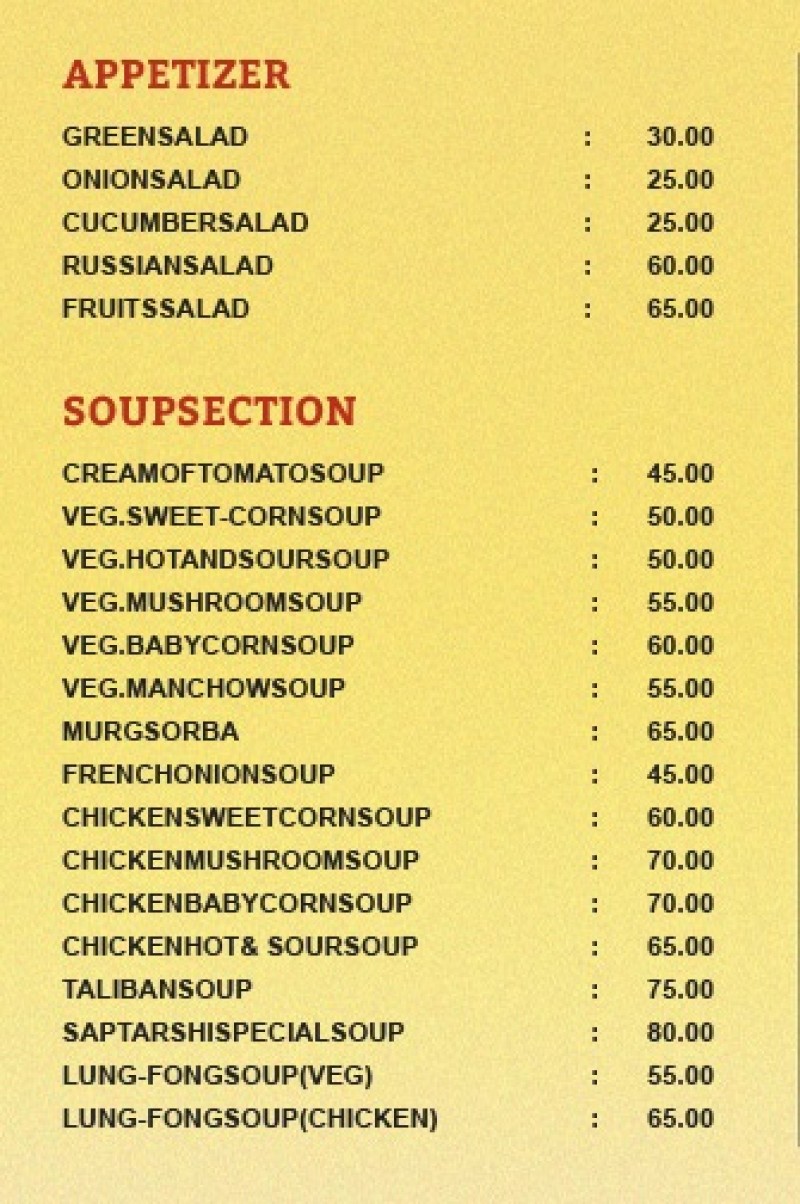 APPETIZER
GREENSALAD : 30.00
ONIONSALAD : 25.00
CUCUMBERSALAD : 25.00
RUSSIANSALAD : 60.00
FRUITSSALAD : 65.00
SOUPSECTION
CREAMOFTOMATOSOUP : 45.00
VEG.SWEET-CORNSOUP : 50.00
VEG.HOTANDSOURSOUP : 50.00
VEG.MUSHROOMSOUP : 55.00
VEG.BABYCORNSOUP : 60.00
VEG.MANCHOWSOUP : 55.00
MURGSORBA : 65.00
FRENCHONIONSOUP : 45.00
CHICKENSWEETCORNSOUP : 60.00
CHICKENMUSHROOMSOUP : 70.00
CHICKENBABYCORNSOUP : 70.00
CHICKENHOT& SOURSOUP : 65.00
TALIBANSOUP : 75.00
SAPTARSHISPECIALSOUP : 80.00
LUNG-FONGSOUP(VEG) : 55.00
LUNG-FONGSOUP(CHICKEN) : 65.00